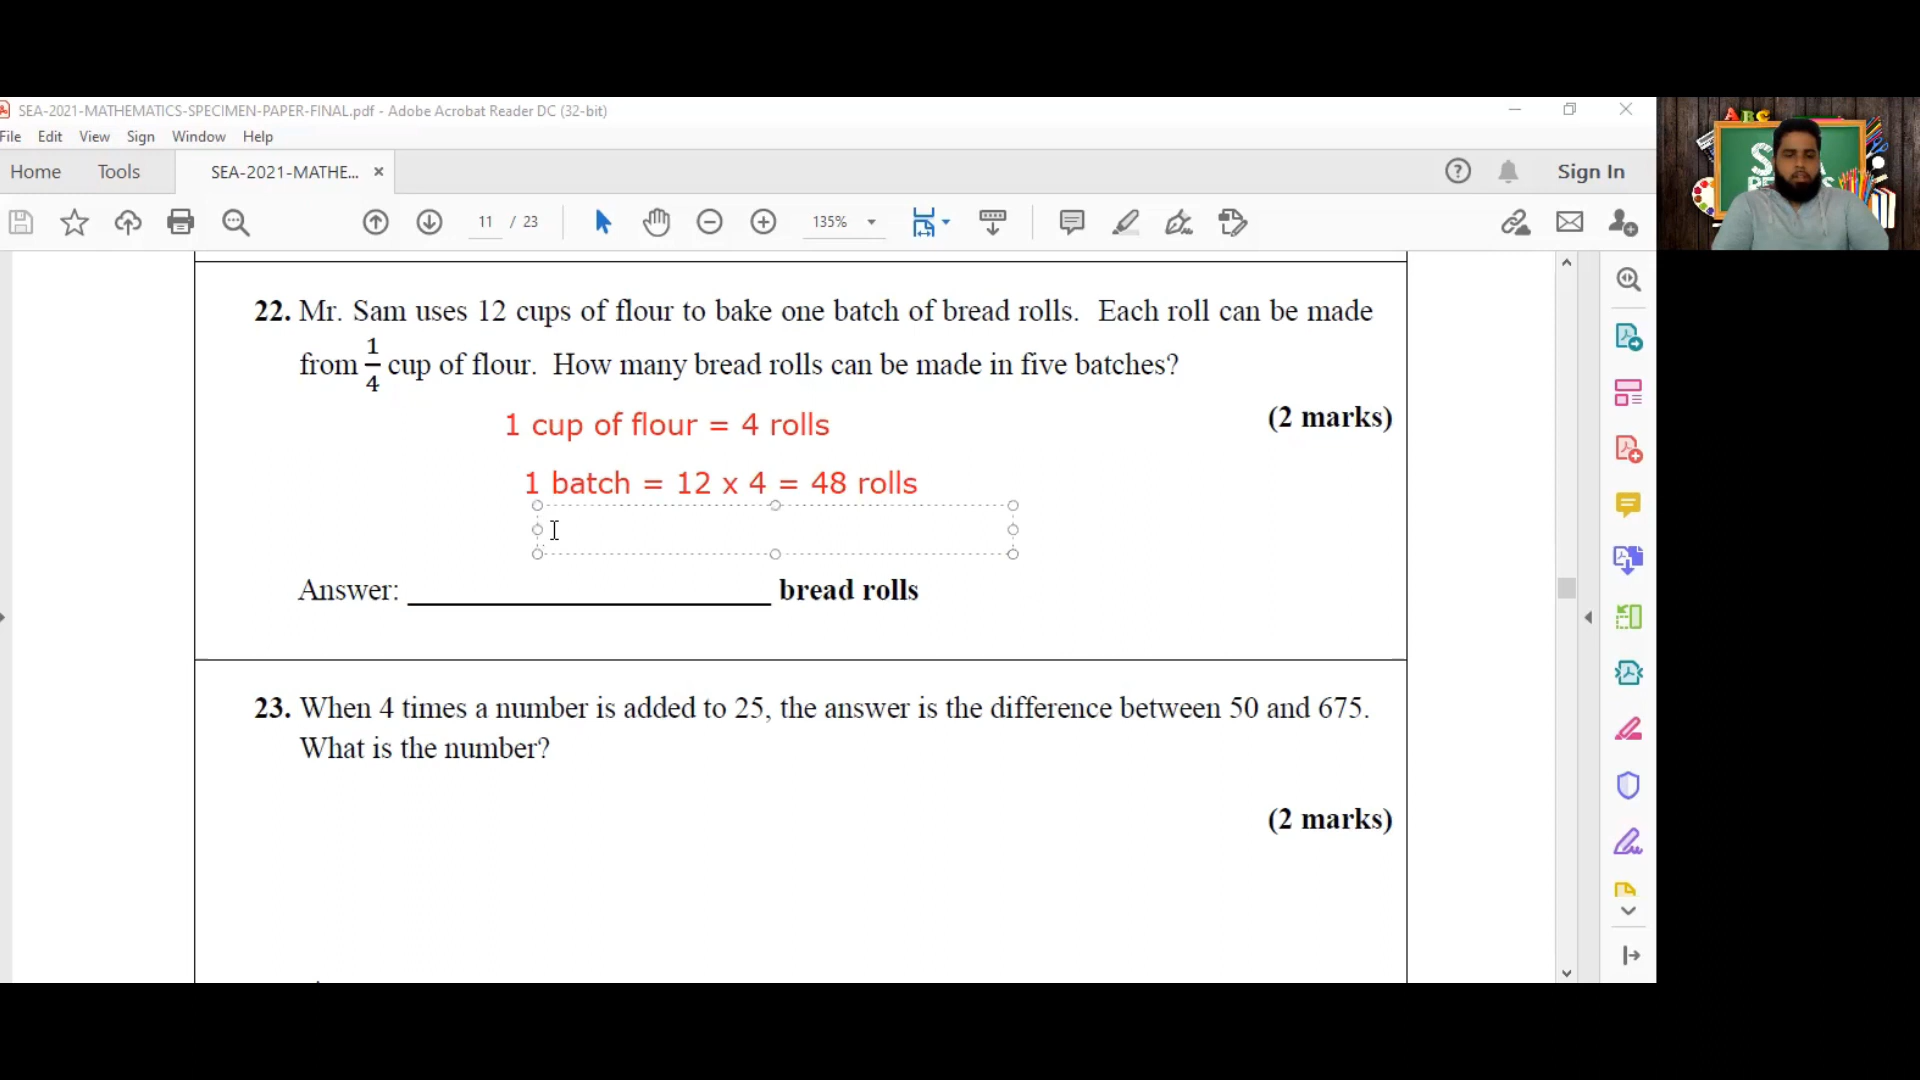 SEA-2021-MATHEMATICS-SPECIMEN-PAPER-FINAL.pdf - Adobe Acrobat Reader DC (32-bit)
File Edit View Sign Window Help
Home Tools SEA-2021-MATHE... × Sign In
11 / 23 135%
22. Mr. Sam uses 12 cups of flour to bake one batch of bread rolls. Each roll can be made
from 1/4 cup of flour. How many bread rolls can be made in five batches?
1 cup of flour = 4 rolls
(2 marks)
1 batch = 12 x 4 = 48 rolls
Answer: ____________________ bread rolls
23. When 4 times a number is added to 25, the answer is the difference between 50 and 675.
What is the number?
(2 marks)
ABC